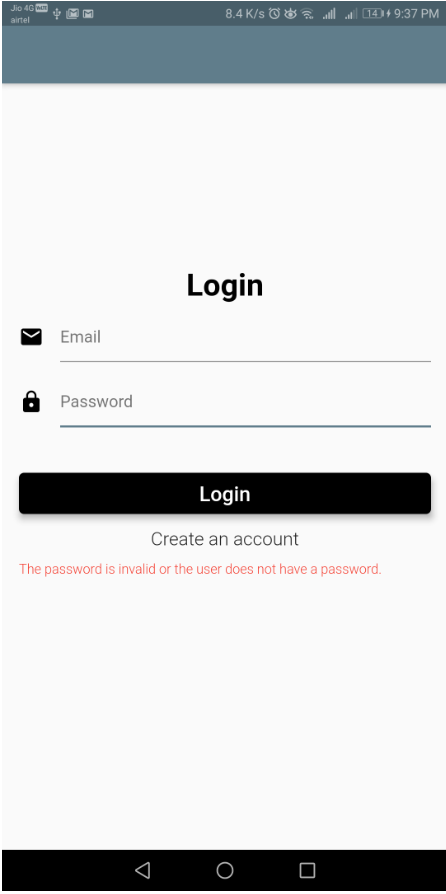 Jio 4G VoLTE
airtel
8.4 K/s 14 9:37 PM
Login
Email
Password
Login
Create an account
The password is invalid or the user does not have a password.